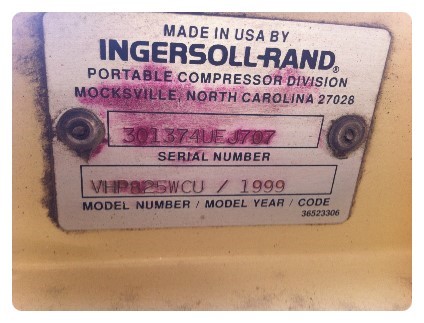 MADE IN USA BY
INGERSOLL-RAND®
PORTABLE COMPRESSOR DIVISION
MOCKSVILLE, NORTH CAROLINA 27028
301374UEJ767
SERIAL NUMBER
VHP825WCU / 1999
MODEL NUMBER / MODEL YEAR / CODE
36523306